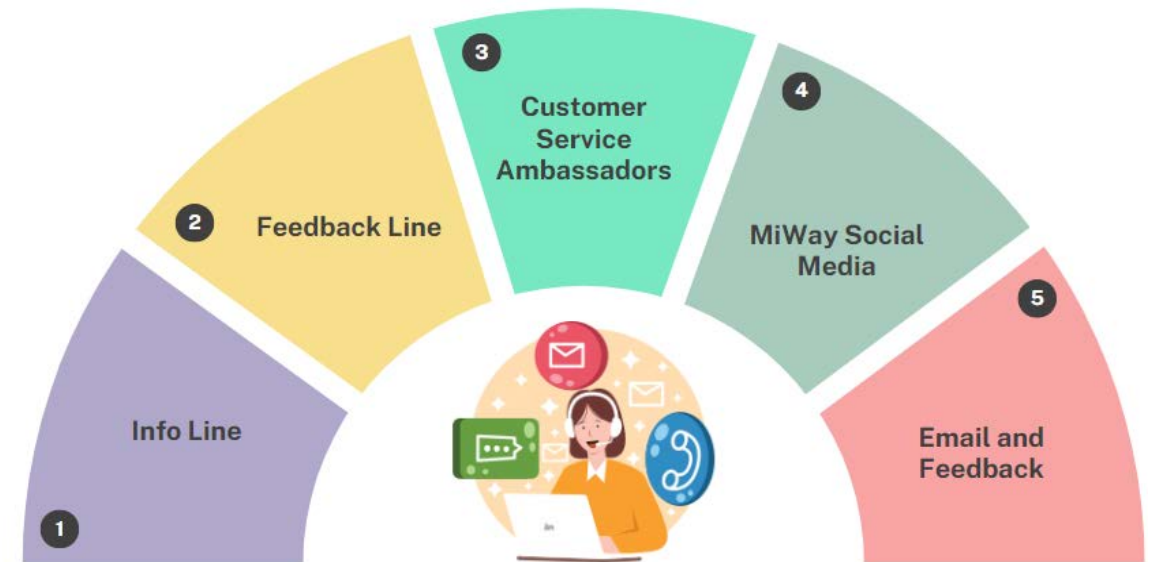 1
Info Line
2
Feedback Line
3
Customer
Service
Ambassadors
4
MiWay Social
Media
5
Email and
Feedback